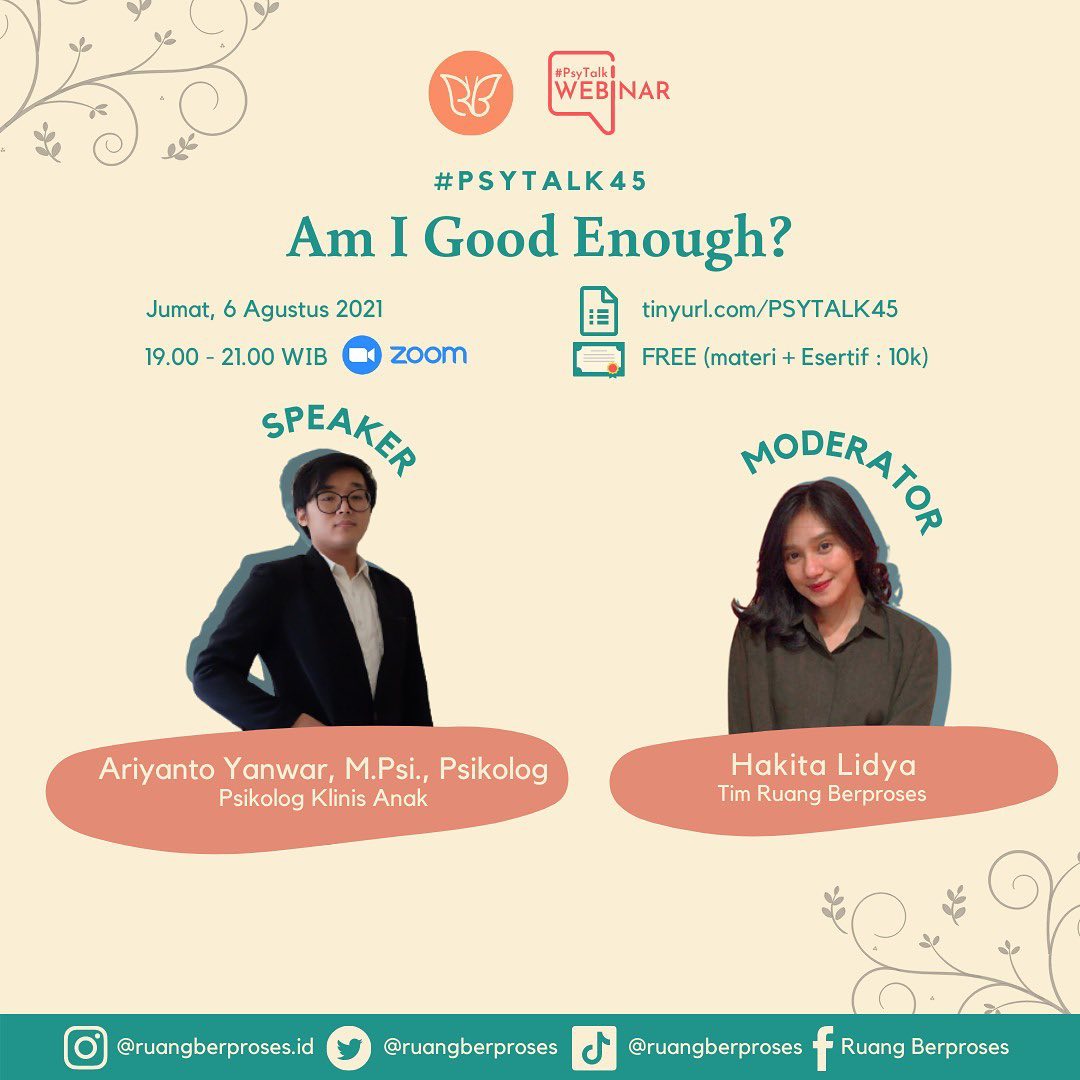 #PsyTalk
WEBINAR
#PSYTALK45
Am I Good Enough?
Jumat, 6 Agustus 2021
19.00 - 21.00 WIB zoom
tinyurl.com/PSYTALK45
FREE (materi + Esertif : 10k)
SPEAKER
Ariyanto Yanwar, M.Psi., Psikolog
Psikolog Klinis Anak
MODERATOR
Hakita Lidya
Tim Ruang Berproses
@ruangberproses.id @ruangberproses @ruangberproses Ruang Berproses